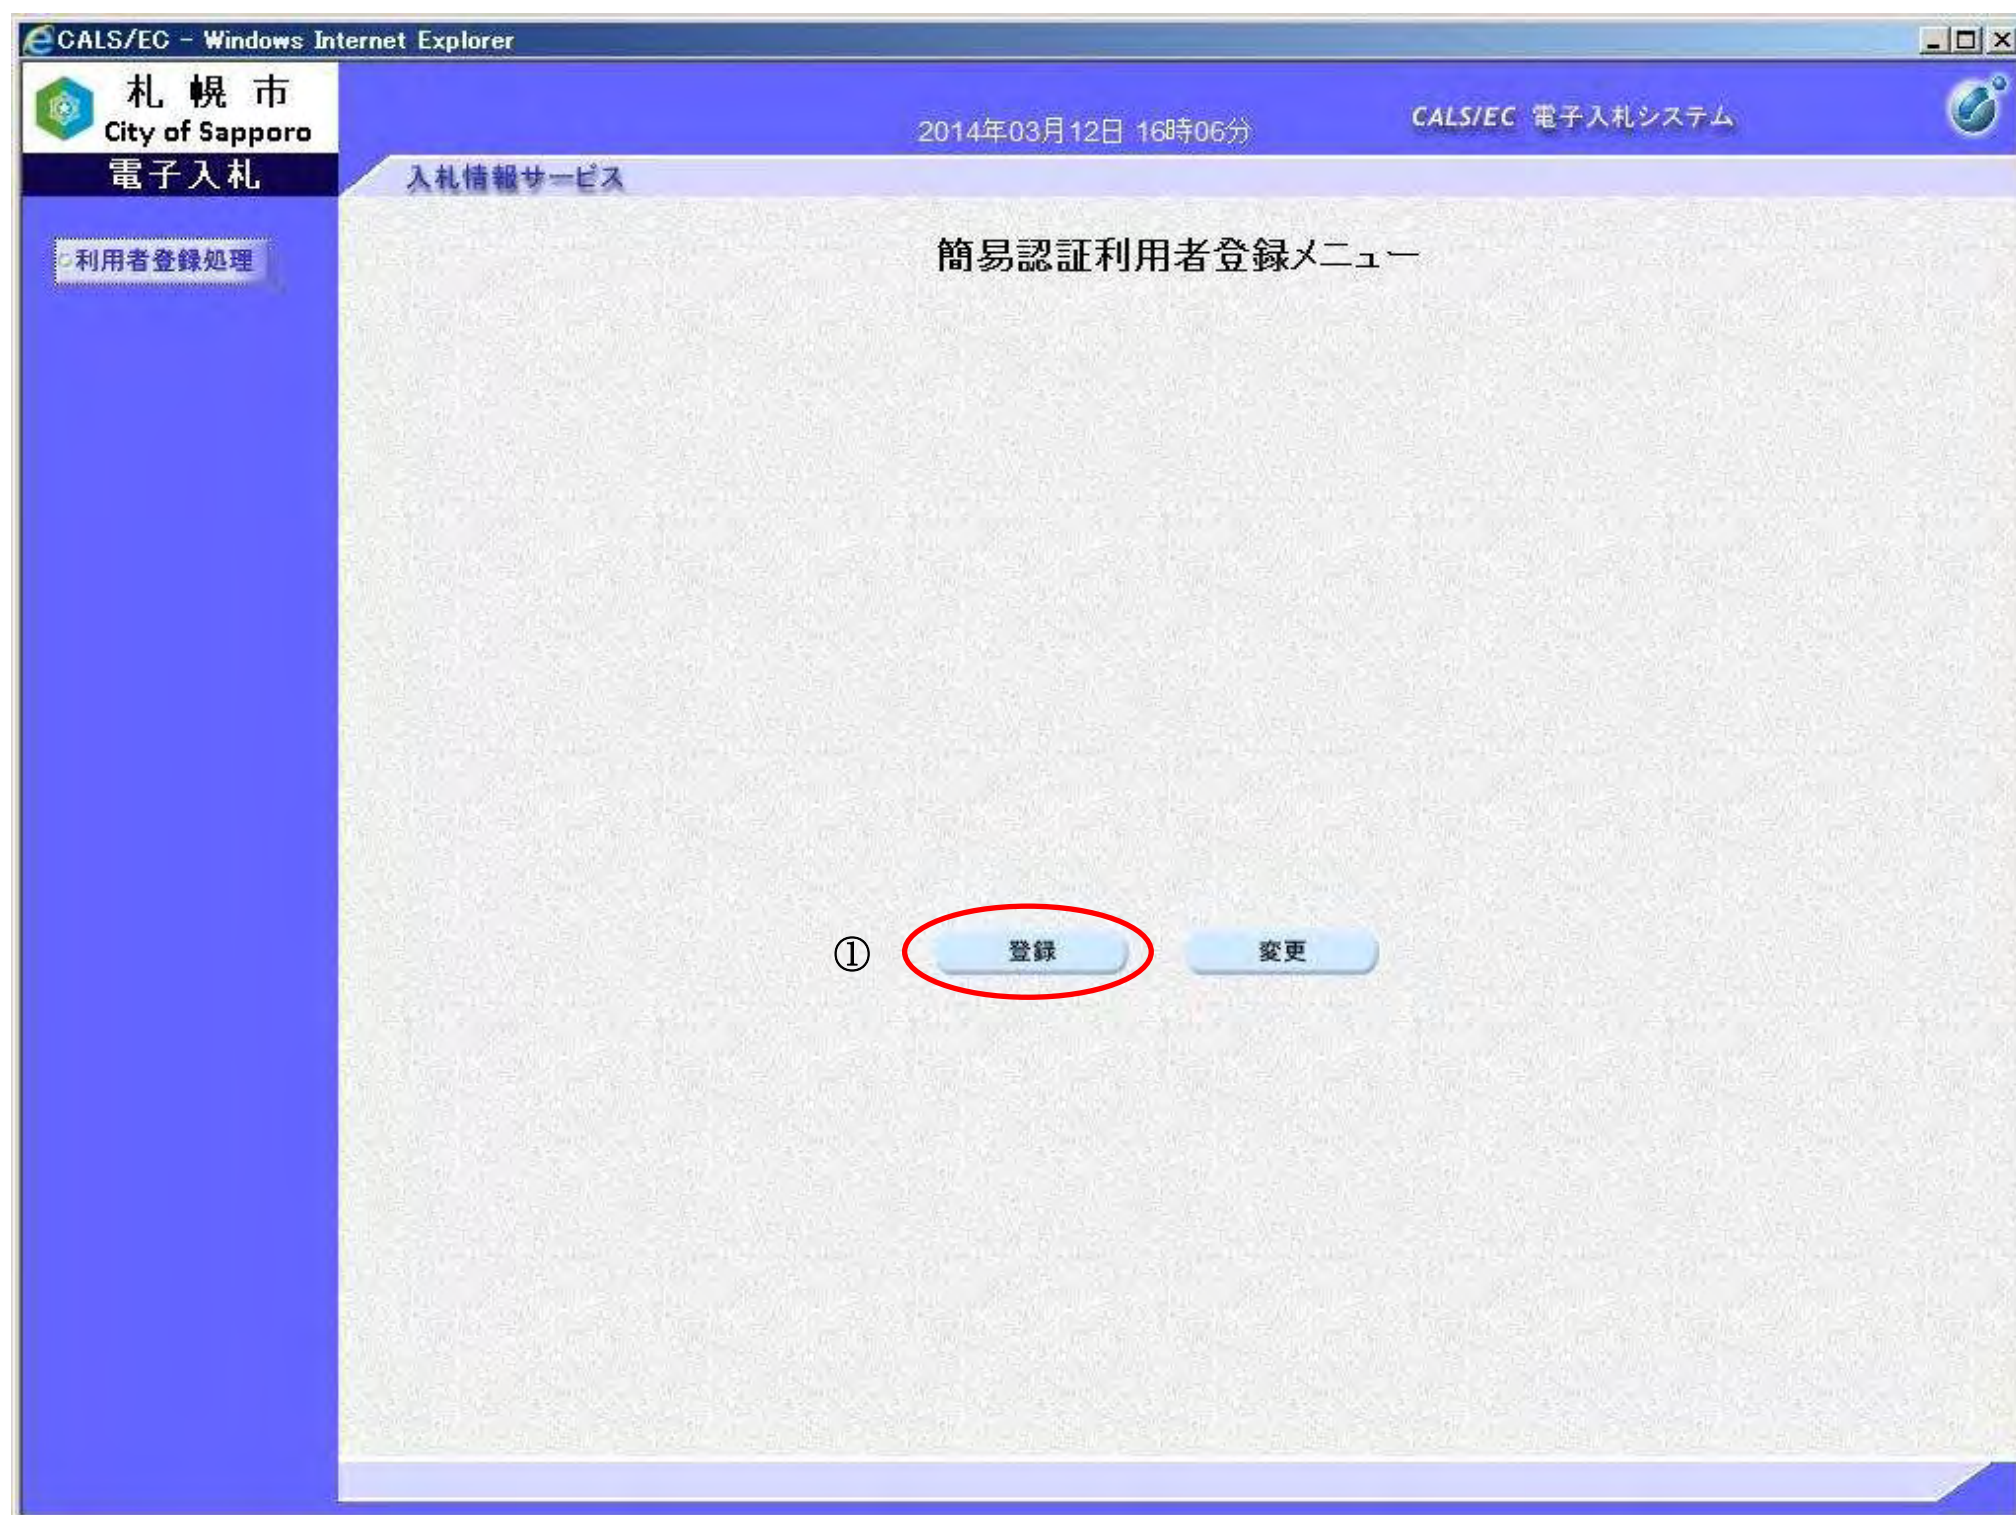 CALS/EC - Windows Internet Explorer
札 幌 市
City of Sapporo
2014年03月12日 16時06分
CALS/EC 電子入札システム
電子入札
入札情報サービス
利用者登録処理
簡易認証利用者登録メニュー
① 登録 変更